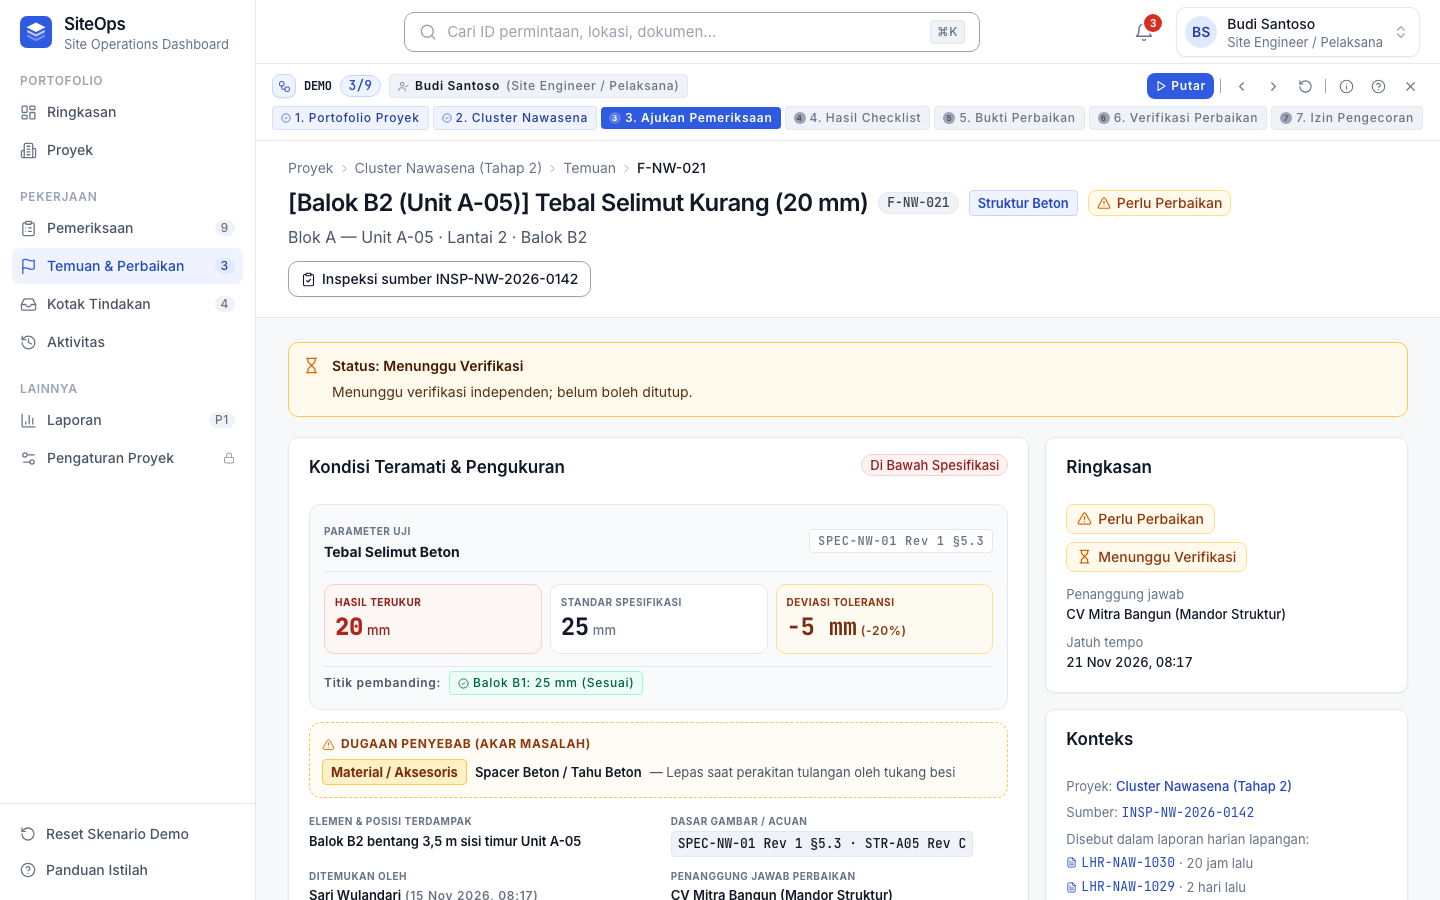 SiteOps
Site Operations Dashboard
PORTOFOLIO
Ringkasan
Proyek
PEKERJAAN
Pemeriksaan 9
Temuan & Perbaikan 3
Kotak Tindakan 4
Aktivitas
LAINNYA
Laporan P1
Pengaturan Proyek
Reset Skenario Demo
Panduan Istilah
Cari ID permintaan, lokasi, dokumen... ⌘K
3
BS
Budi Santoso
Site Engineer / Pelaksana
DEMO 3/9 Budi Santoso (Site Engineer / Pelaksana) Putar
1. Portofolio Proyek 2. Cluster Nawasena 3 3. Ajukan Pemeriksaan 4 4. Hasil Checklist 5 5. Bukti Perbaikan 6 6. Verifikasi Perbaikan 7 7. Izin Pengecoran
Proyek > Cluster Nawasena (Tahap 2) > Temuan > F-NW-021
[Balok B2 (Unit A-05)] Tebal Selimut Kurang (20 mm) F-NW-021 Struktur Beton Perlu Perbaikan
Blok A — Unit A-05 · Lantai 2 · Balok B2
Inspeksi sumber INSP-NW-2026-0142
Status: Menunggu Verifikasi
Menunggu verifikasi independen; belum boleh ditutup.
Kondisi Teramati & Pengukuran Di Bawah Spesifikasi
PARAMETER UJI
Tebal Selimut Beton
SPEC-NW-01 Rev 1 §5.3
HASIL TERUKUR
20 mm
STANDAR SPESIFIKASI
25 mm
DEVIASI TOLERANSI
-5 mm (-20%)
Titik pembanding: Balok B1: 25 mm (Sesuai)
DUGAAN PENYEBAB (AKAR MASALAH)
Material / Aksesoris Spacer Beton / Tahu Beton — Lepas saat perakitan tulangan oleh tukang besi
ELEMEN & POSISI TERDAMPAK
Balok B2 bentang 3,5 m sisi timur Unit A-05
DASAR GAMBAR / ACUAN
SPEC-NW-01 Rev 1 §5.3 · STR-A05 Rev C
DITEMUKAN OLEH
Sari Wulandari (15 Nov 2026, 08:17)
PENANGGUNG JAWAB PERBAIKAN
CV Mitra Bangun (Mandor Struktur)
Ringkasan
Perlu Perbaikan
Menunggu Verifikasi
Penanggung jawab
CV Mitra Bangun (Mandor Struktur)
Jatuh tempo
21 Nov 2026, 08:17
Konteks
Proyek: Cluster Nawasena (Tahap 2)
Sumber: INSP-NW-2026-0142
Disebut dalam laporan harian lapangan:
LHR-NAW-1030 · 20 jam lalu
LHR-NAW-1029 · 2 hari lalu